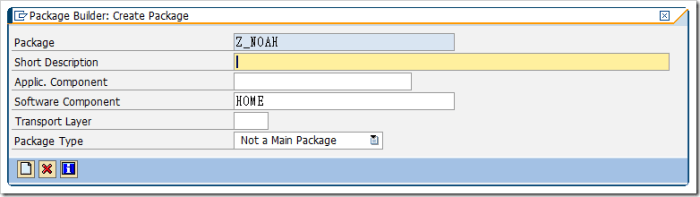 Package Builder: Create Package
Package Z_NOAH
Short Description
Applic. Component
Software Component HOME
Transport Layer
Package Type Not a Main Package